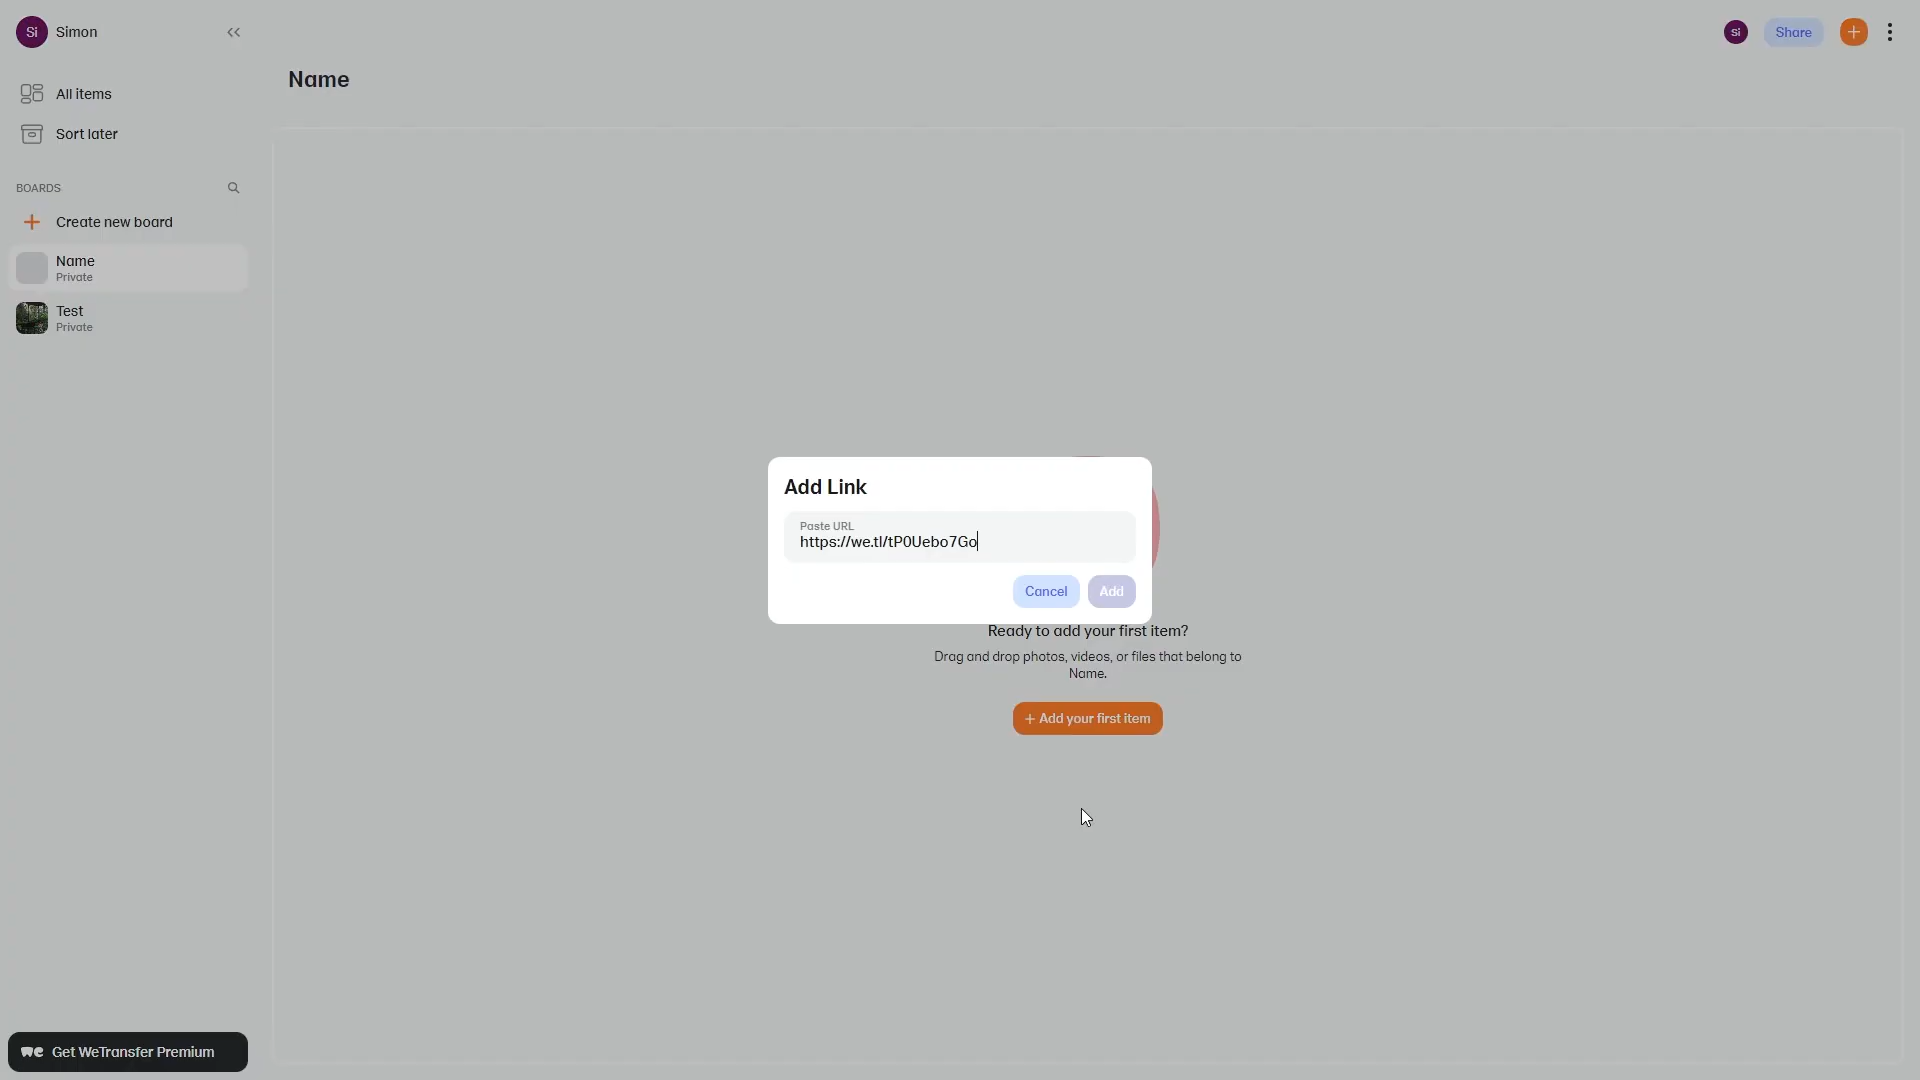 Si
Simon
All items
Sort later
BOARDS
Create new board
Name
Private
Test
Private
we Get WeTransfer Premium
Name
Si
Share
Add Link
Paste URL
https://we.tl/tP0Uebo7Go
Cancel
Add
Ready to add your first item?
Drag and drop photos, videos, or files that belong to
Name.
+ Add your first item